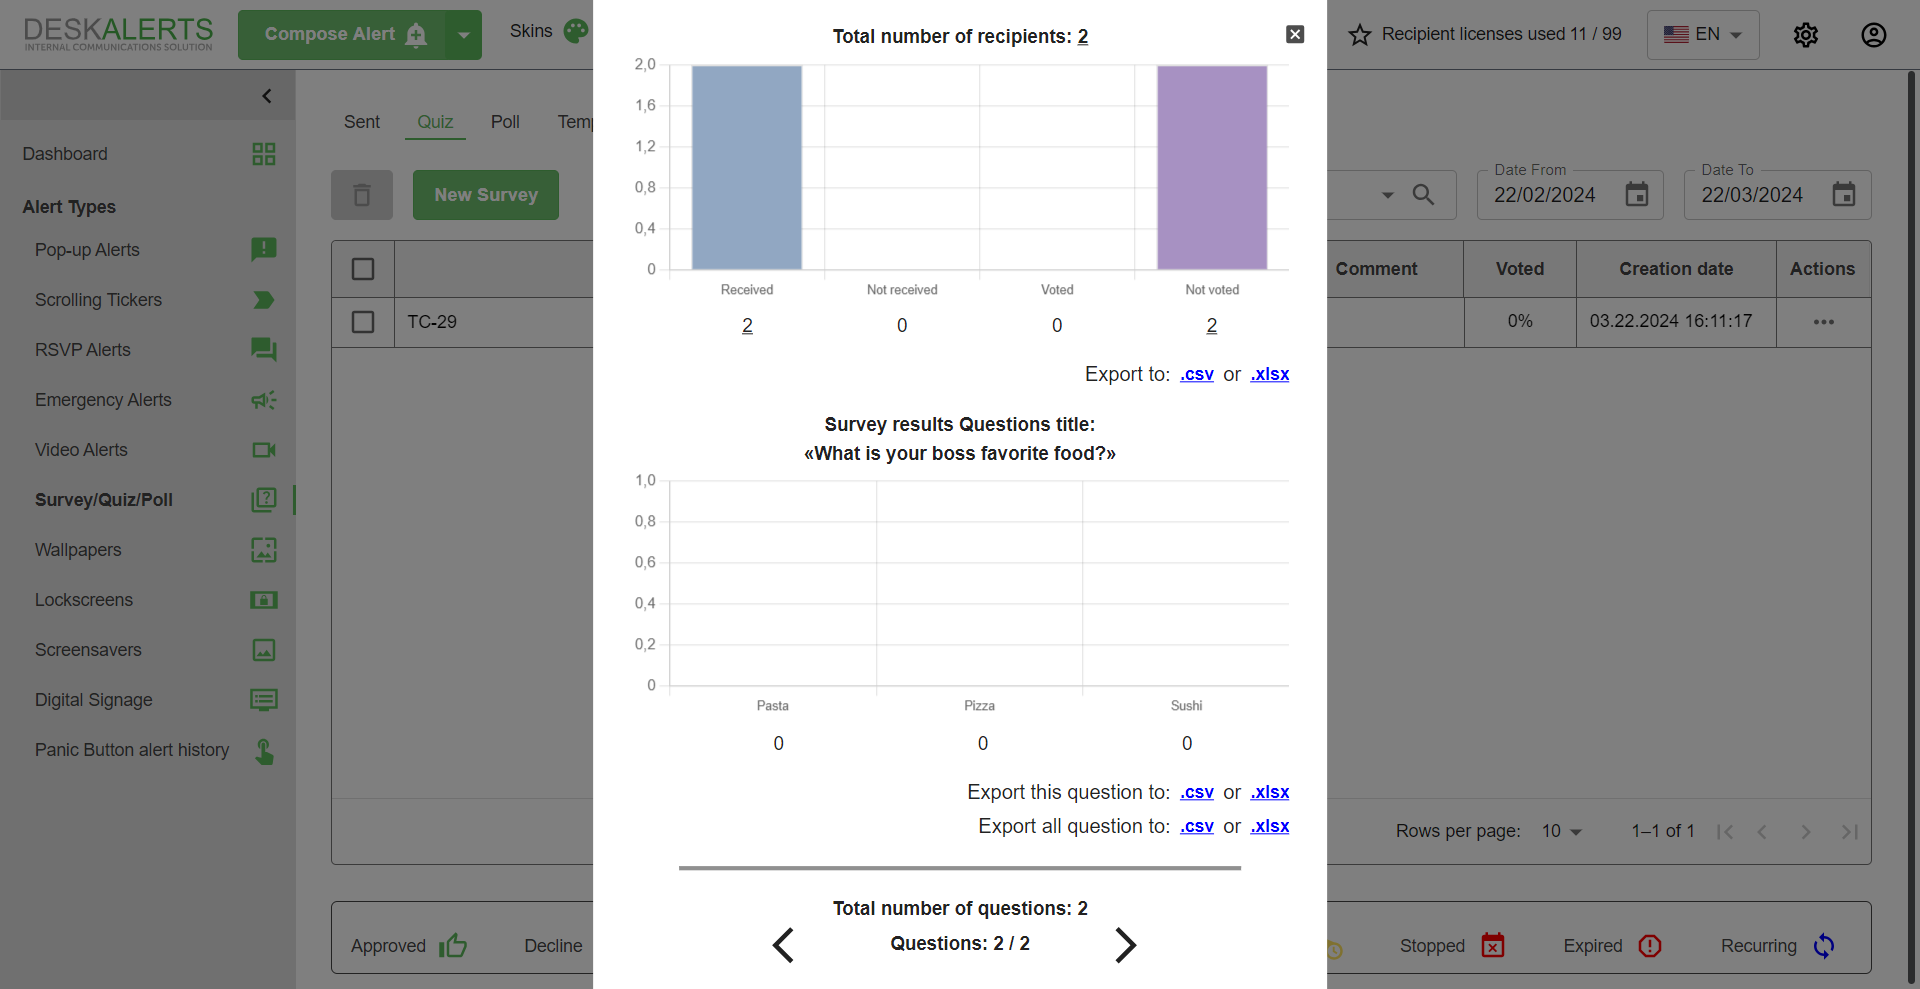 DESKALERTS
INTERNAL COMMUNICATIONS SOLUTION
Compose Alert
Skins
Recipient licenses used 11 / 99
EN
Dashboard
Alert Types
Pop-up Alerts
Scrolling Tickers
RSVP Alerts
Emergency Alerts
Video Alerts
Survey/Quiz/Poll
Wallpapers
Lockscreens
Screensavers
Digital Signage
Panic Button alert history
Sent Quiz Poll Temp
New Survey
Date From
22/02/2024
Date To
22/03/2024
Comment Voted Creation date Actions
TC-29 0% 03.22.2024 16:11:17
Rows per page: 10 1–1 of 1
Approved Decline Stopped Expired Recurring
Total number of recipients: 2
2,0
1,6
1,2
0,8
0,4
0
Received Not received Voted Not voted
2 0 0 2
Export to: .csv or .xlsx
Survey results Questions title:
«What is your boss favorite food?»
1,0
0,8
0,6
0,4
0,2
0
Pasta Pizza Sushi
0 0 0
Export this question to: .csv or .xlsx
Export all question to: .csv or .xlsx
Total number of questions: 2
Questions: 2 / 2